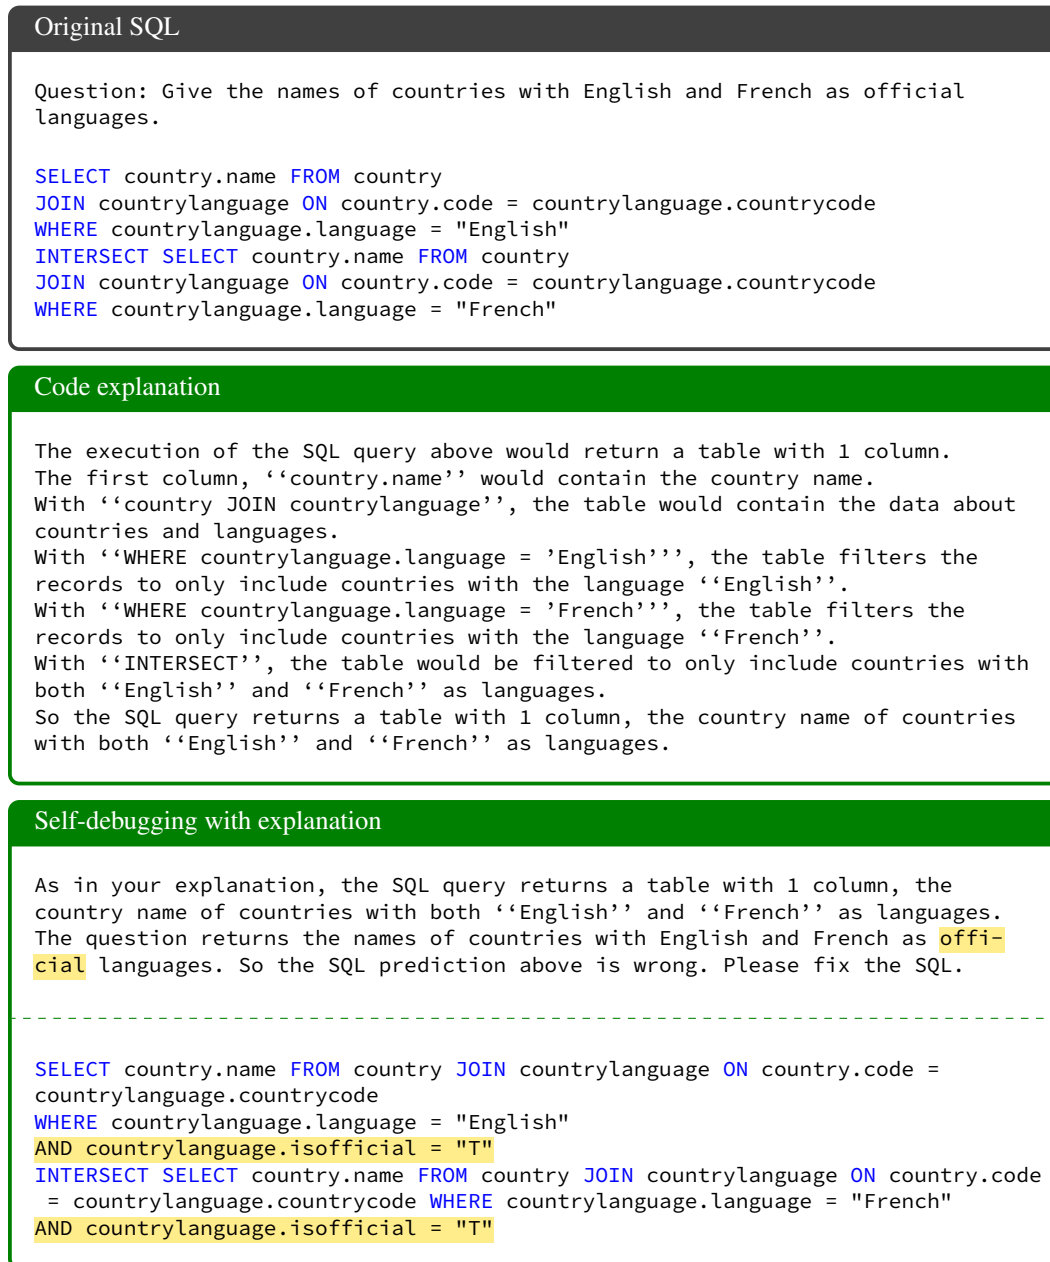 Original SQL
Question: Give the names of countries with English and French as official
languages.
SELECT country.name FROM country
JOIN countrylanguage ON country.code = countrylanguage.countrycode
WHERE countrylanguage.language = "English"
INTERSECT SELECT country.name FROM country
JOIN countrylanguage ON country.code = countrylanguage.countrycode
WHERE countrylanguage.language = "French"
Code explanation
The execution of the SQL query above would return a table with 1 column.
The first column, ‘‘country.name’’ would contain the country name.
With ‘‘country JOIN countrylanguage’’, the table would contain the data about
countries and languages.
With ‘‘WHERE countrylanguage.language = ’English’’’, the table filters the
records to only include countries with the language ‘‘English’’.
With ‘‘WHERE countrylanguage.language = ’French’’’, the table filters the
records to only include countries with the language ‘‘French’’.
With ‘‘INTERSECT’’, the table would be filtered to only include countries with
both ‘‘English’’ and ‘‘French’’ as languages.
So the SQL query returns a table with 1 column, the country name of countries
with both ‘‘English’’ and ‘‘French’’ as languages.
Self-debugging with explanation
As in your explanation, the SQL query returns a table with 1 column, the
country name of countries with both ‘‘English’’ and ‘‘French’’ as languages.
The question returns the names of countries with English and French as offi-
cial languages. So the SQL prediction above is wrong. Please fix the SQL.
SELECT country.name FROM country JOIN countrylanguage ON country.code =
countrylanguage.countrycode
WHERE countrylanguage.language = "English"
AND countrylanguage.isofficial = "T"
INTERSECT SELECT country.name FROM country JOIN countrylanguage ON country.code
= countrylanguage.countrycode WHERE countrylanguage.language = "French"
AND countrylanguage.isofficial = "T"